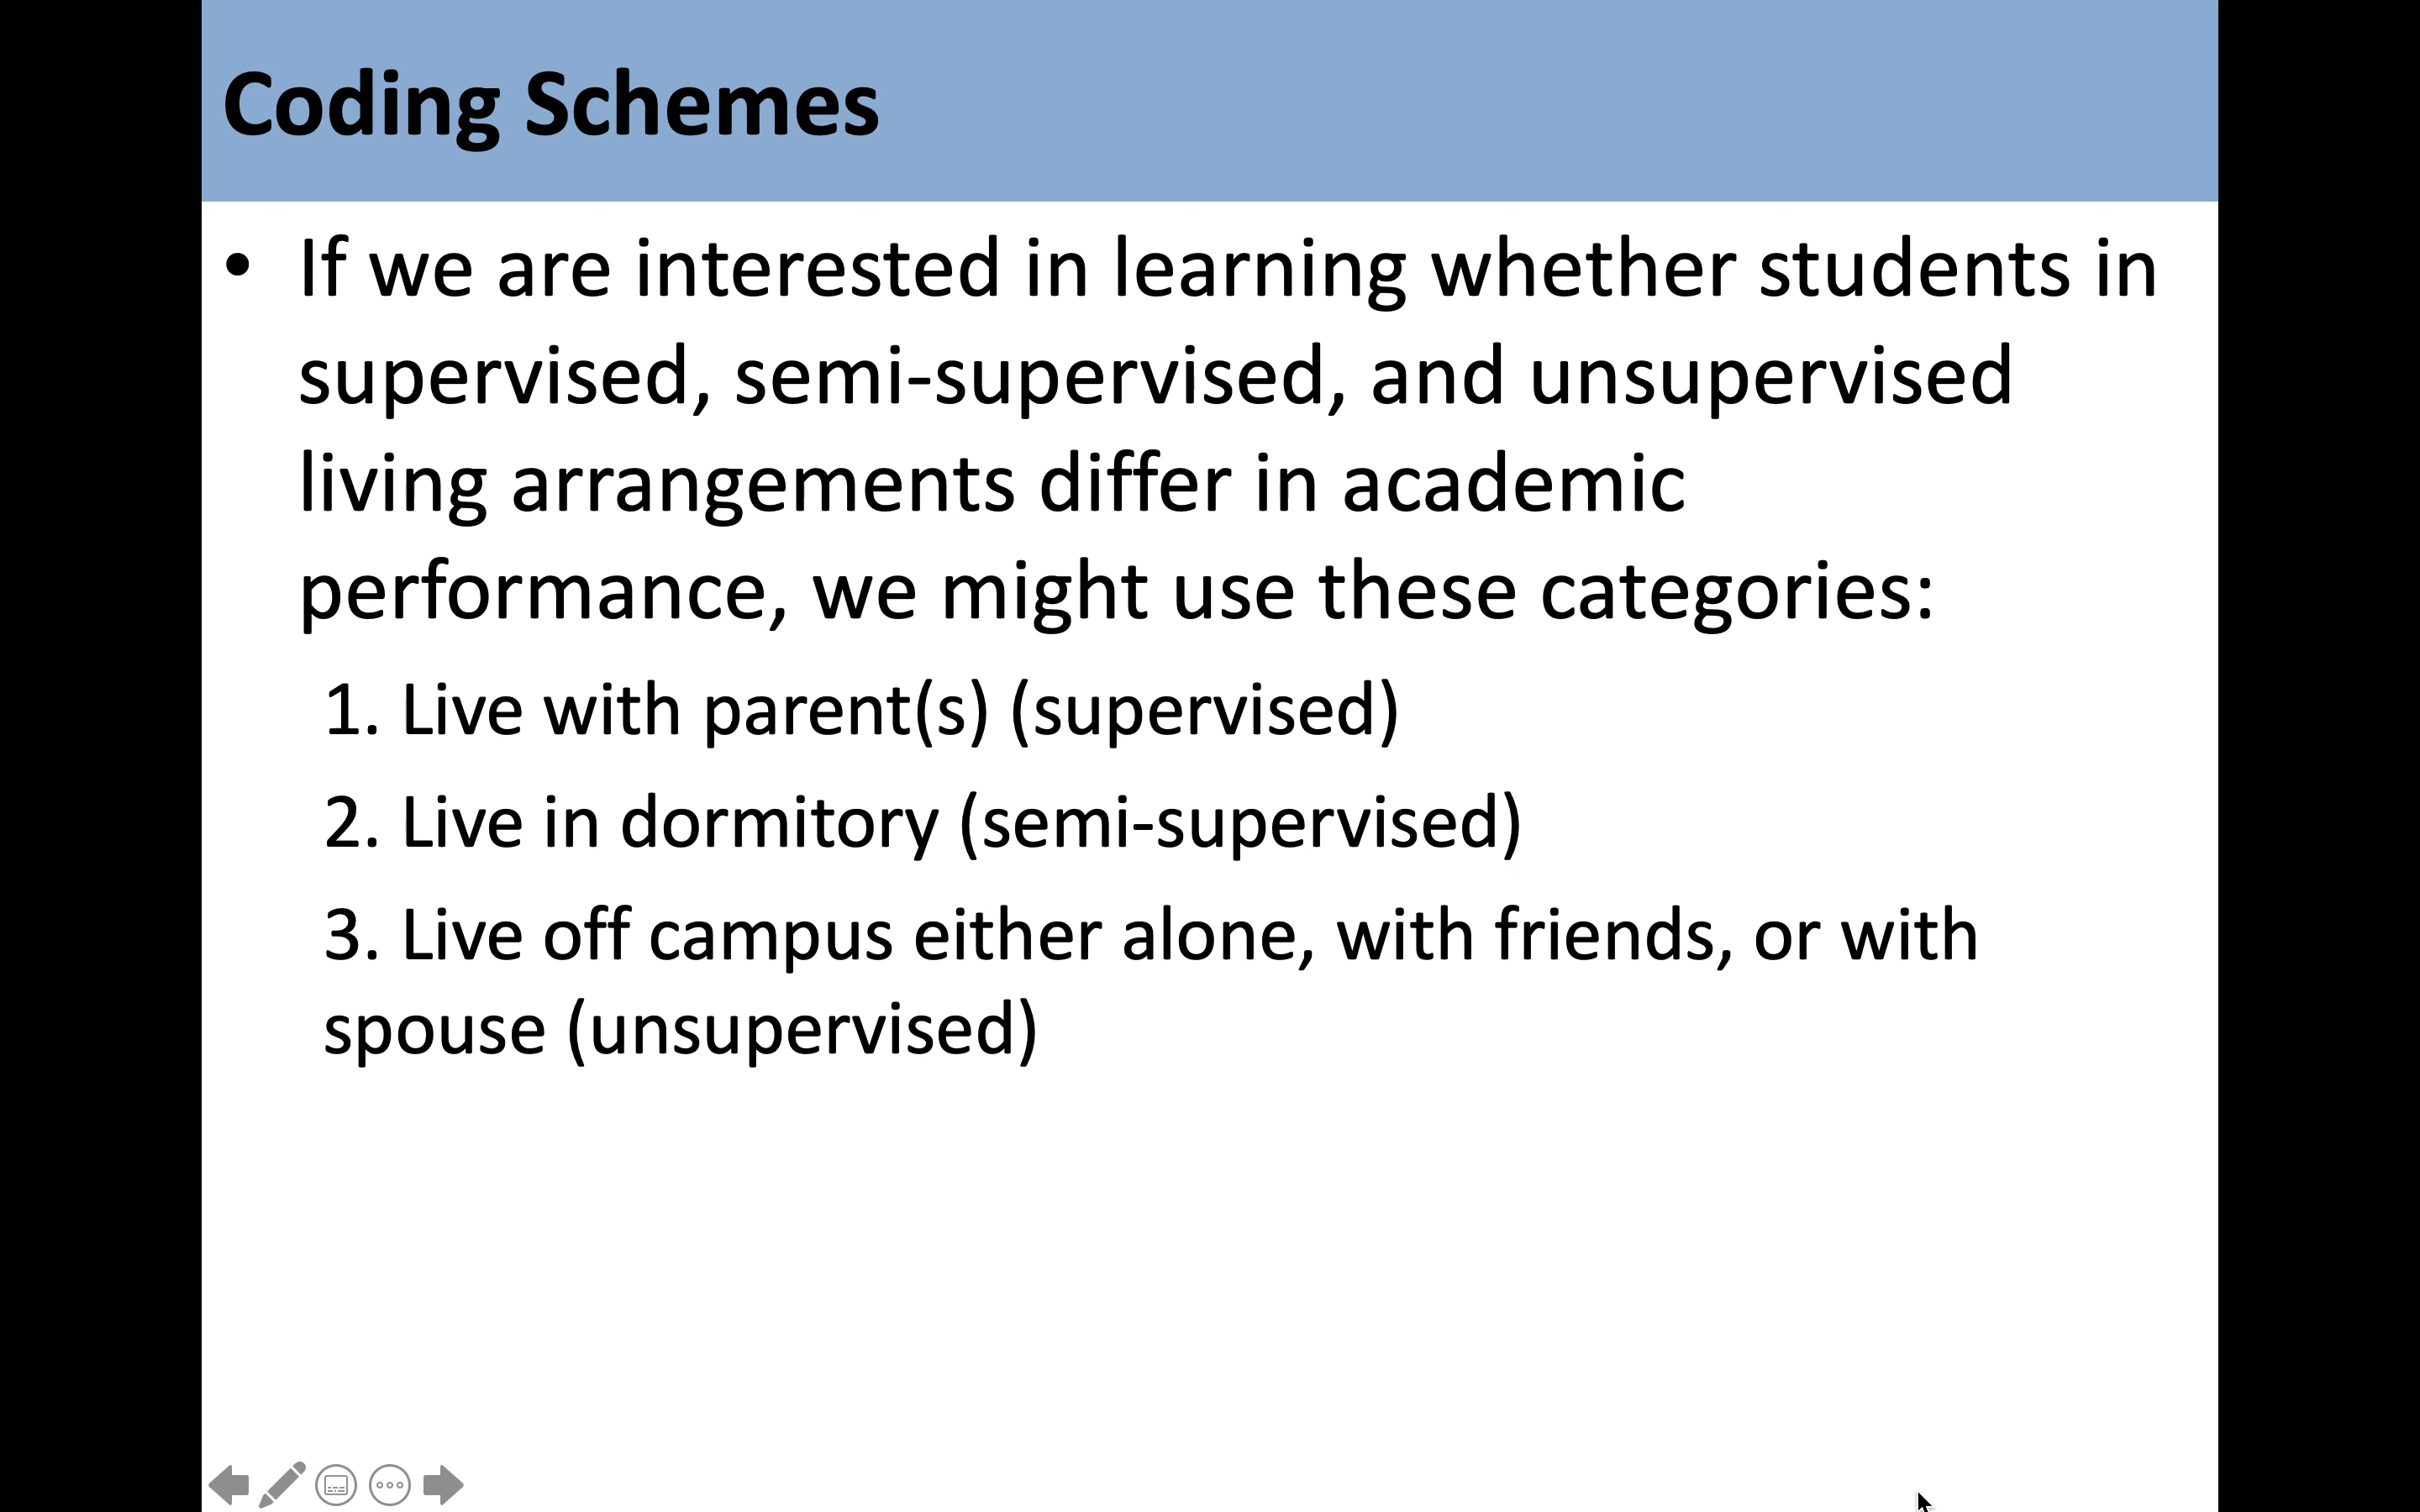 Coding Schemes
• If we are interested in learning whether students in
supervised, semi-supervised, and unsupervised
living arrangements differ in academic
performance,  we might use these categories:
1. Live with parent(s) (supervised)
2. Live in dormitory (semi-supervised)
3. Live off campus either alone, with friends, or with
spouse (unsupervised)